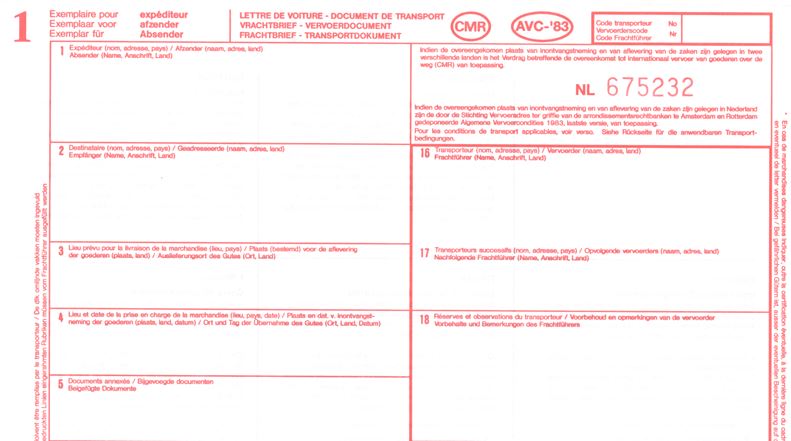 1
Exemplaire pour expéditeur
Exemplaar voor afzender
Exemplar für Absender
LETTRE DE VOITURE - DOCUMENT DE TRANSPORT
VRACHTBRIEF - VERVOERDOCUMENT
FRACHTBRIEF - TRANSPORTDOKUMENT
CMR
AVC-'83
Code transporteur No
Vervoerderscode Nr
Code Frachtführer
1 Expéditeur (nom, adresse, pays) / Afzender (naam, adres, land)
Absender (Name, Anschrift, Land)
Indien de overeengekomen plaats van inontvangstneming en van aflevering van de zaken zijn gelegen in twee
verschillende landen is het Verdrag betreffende de overeenkomst tot internationaal vervoer van goederen over de
weg (CMR) van toepassing.
NL 675232
Indien de overeengekomen plaats van inontvangstneming en van aflevering van de zaken zijn gelegen in Nederland
zijn de door de Stichting Vervoeradres ter griffie van de arrondissementsrechtbanken te Amsterdam en Rotterdam
gedeponeerde Algemene Vervoercondities 1983, laatste versie, van toepassing.
Pour les conditions de transport applicables, voir verso. Siehe Rückseite für die anwendbaren Transport-
bedingungen.
2 Destinataire (nom, adresse, pays) / Geadresseerde (naam, adres, land)
Empfänger (Name, Anschrift, Land)
16 Transporteur (nom, adresse, pays) / Vervoerder (naam, adres, land)
Frachtführer (Name, Anschrift, Land)
3 Lieu prévu pour la livraison de la marchandise (lieu, pays) / Plaats (bestemd) voor de aflevering
der goederen (plaats, land) / Auslieferungsort des Gutes (Ort, Land)
17 Transporteurs successifs (nom, adresse, pays) / Opvolgende vervoerders (naam, adres, land)
Nachfolgende Frachtführer (Name, Anschrift, Land)
4 Lieu et date de la prise en charge de la marchandise (lieu, pays, date) / Plaats en dat. v. inontvangst-
neming der goederen (plaats, land, datum) / Ort und Tag der Übernahme des Gutes (Ort, Land, Datum)
18 Réserves et observations du transporteur / Voorbehoud en opmerkingen van de vervoerder
Vorbehalte und Bemerkungen des Frachtführers
5 Documents annexés / Bijgevoegde documenten
Beigefügte Dokumente
être remplies par le transporteur / De dik omlijnde vakken moeten ingevuld
Linien eingerahmten Rubriken müssen vom Frachtführer ausgefüllt werden
* En cas de marchandises dangereuses indiquer, outre la certification éventuelle, à la dernière ligne du
en eventueel de letter vermelden / Bei gefährlichen Gütern ist, ausser der eventuellen Bescheinigung auf